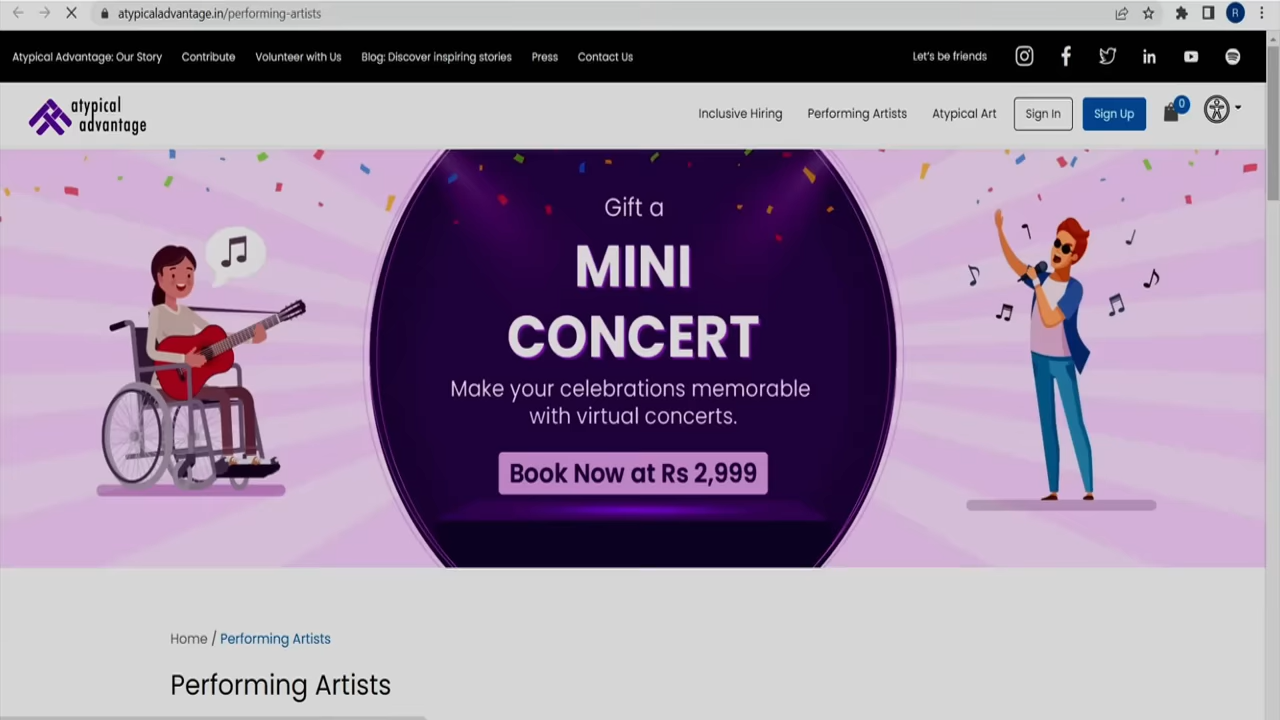 atypicaladvantage.in/performing-artists
R
Atypical Advantage: Our Story Contribute Volunteer with Us Blog: Discover inspiring stories Press Contact Us Let's be friends
atypical
advantage
Inclusive Hiring Performing Artists Atypical Art Sign In Sign Up 0
Gift a
MINI
CONCERT
Make your celebrations memorable
with virtual concerts.
Book Now at Rs 2,999
Home / Performing Artists
Performing Artists